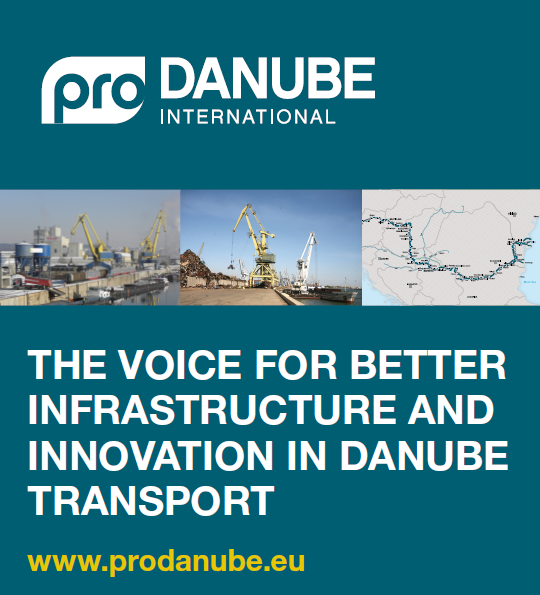 pro DANUBE
INTERNATIONAL
THE VOICE FOR BETTER
INFRASTRUCTURE AND
INNOVATION IN DANUBE
TRANSPORT
www.prodanube.eu